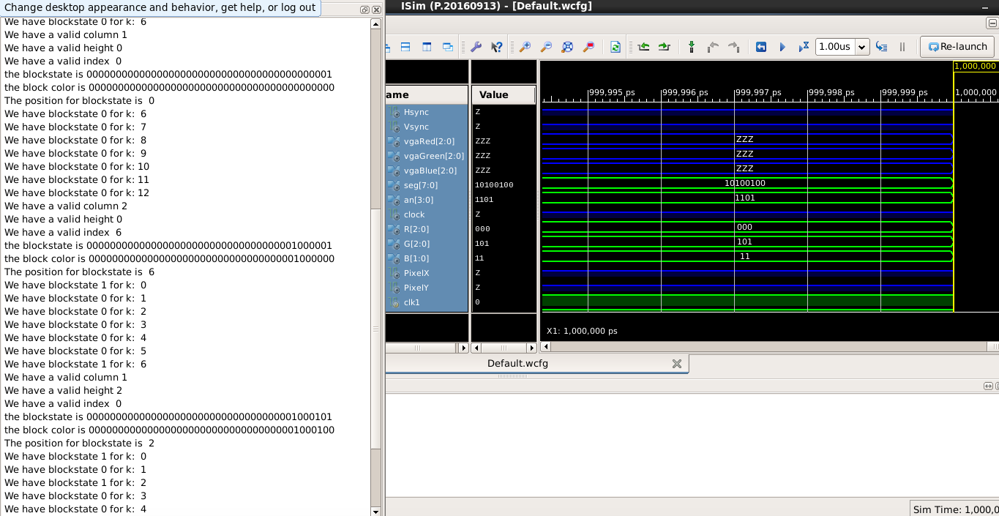 Change desktop appearance and behavior, get help, or log out
We have blockstate 0 for k:  6
We have a valid column 1
We have a valid height 0
We have a valid index  0
the blockstate is 000000000000000000000000000000000000000001
the block color is 000000000000000000000000000000000000000000
The position for blockstate is  0
We have blockstate 0 for k:  6
We have blockstate 0 for k:  7
We have blockstate 0 for k:  8
We have blockstate 0 for k:  9
We have blockstate 0 for k: 10
We have blockstate 0 for k: 11
We have blockstate 0 for k: 12
We have a valid column 2
We have a valid height 0
We have a valid index  6
the blockstate is 000000000000000000000000000000000001000001
the block color is 000000000000000000000000000000000001000000
The position for blockstate is  6
We have blockstate 1 for k:  0
We have blockstate 0 for k:  1
We have blockstate 0 for k:  2
We have blockstate 0 for k:  3
We have blockstate 0 for k:  4
We have blockstate 0 for k:  5
We have blockstate 1 for k:  6
We have a valid column 1
We have a valid height 2
We have a valid index  0
the blockstate is 000000000000000000000000000000000001000101
the block color is 000000000000000000000000000000000001000100
The position for blockstate is  2
We have blockstate 1 for k:  0
We have blockstate 0 for k:  1
We have blockstate 1 for k:  2
We have blockstate 0 for k:  3
We have blockstate 0 for k:  4
ISim (P.20160913) - [Default.wcfg]
1.00us
Re-launch
1,000,000
999,995 ps 999,996 ps 999,997 ps 999,998 ps 999,999 ps 1,000,000
ame Value
Hsync Z
Vsync Z
vgaRed[2:0] ZZZ ZZZ
vgaGreen[2:0] ZZZ ZZZ
vgaBlue[2:0] ZZZ ZZZ
seg[7:0] 10100100 10100100
an[3:0] 1101 1101
clock Z
R[2:0] 000 000
G[2:0] 101 101
B[1:0] 11 11
PixelX Z
PixelY Z
clk1 0
X1: 1,000,000 ps
Default.wcfg
Sim Time: 1,000,0